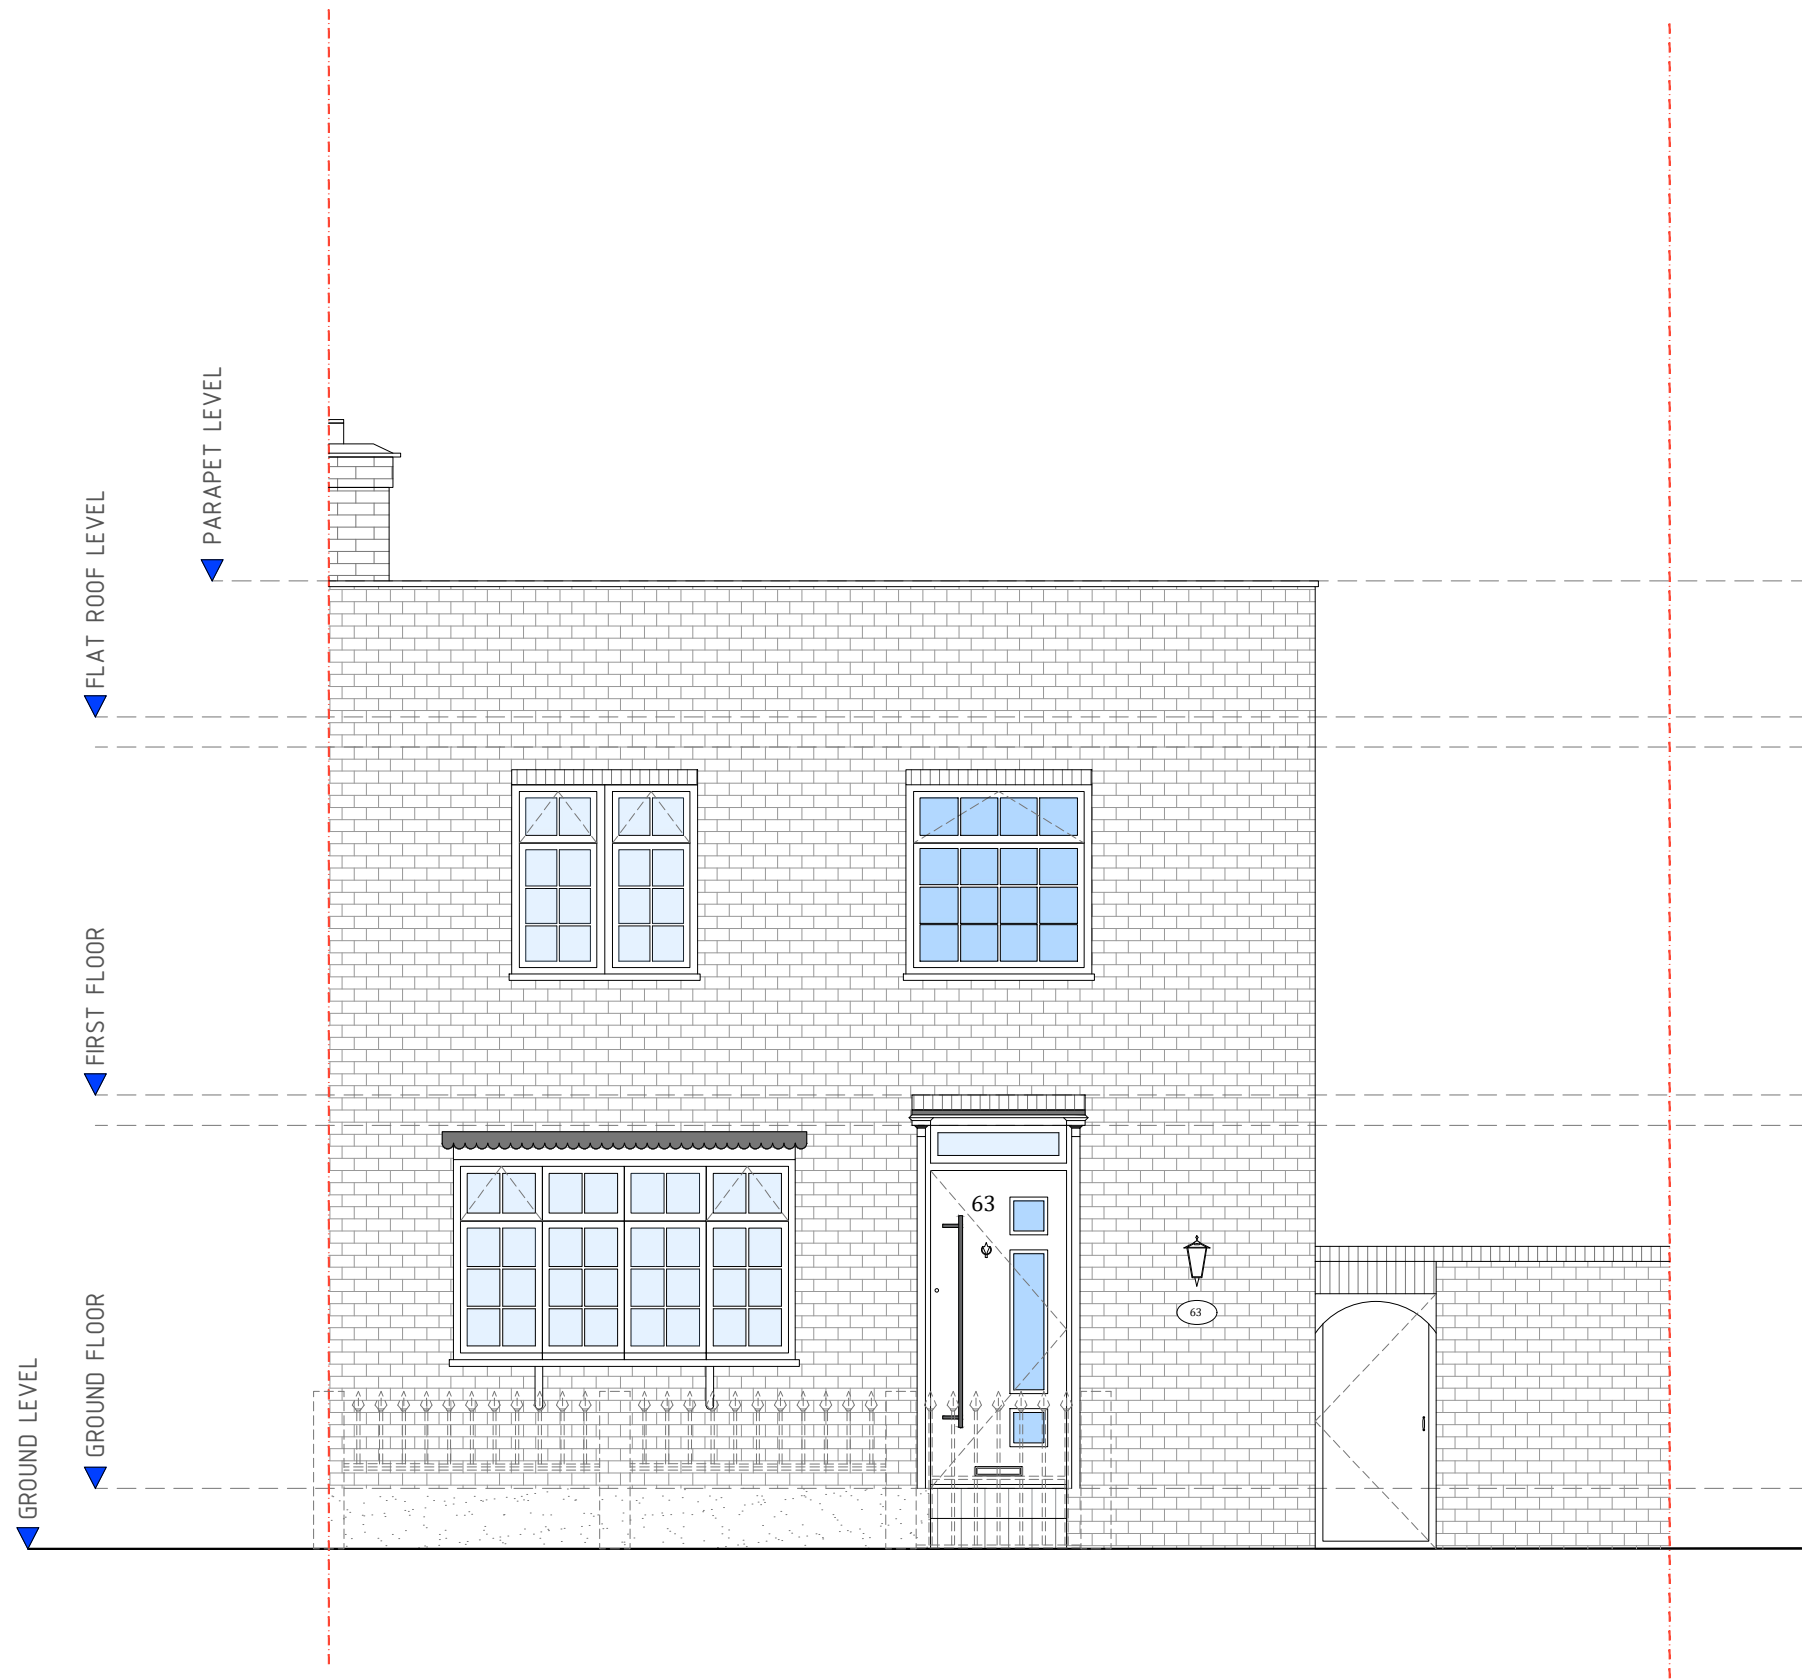 PARAPET LEVEL
FLAT ROOF LEVEL
FIRST FLOOR
GROUND FLOOR
GROUND LEVEL
63
63